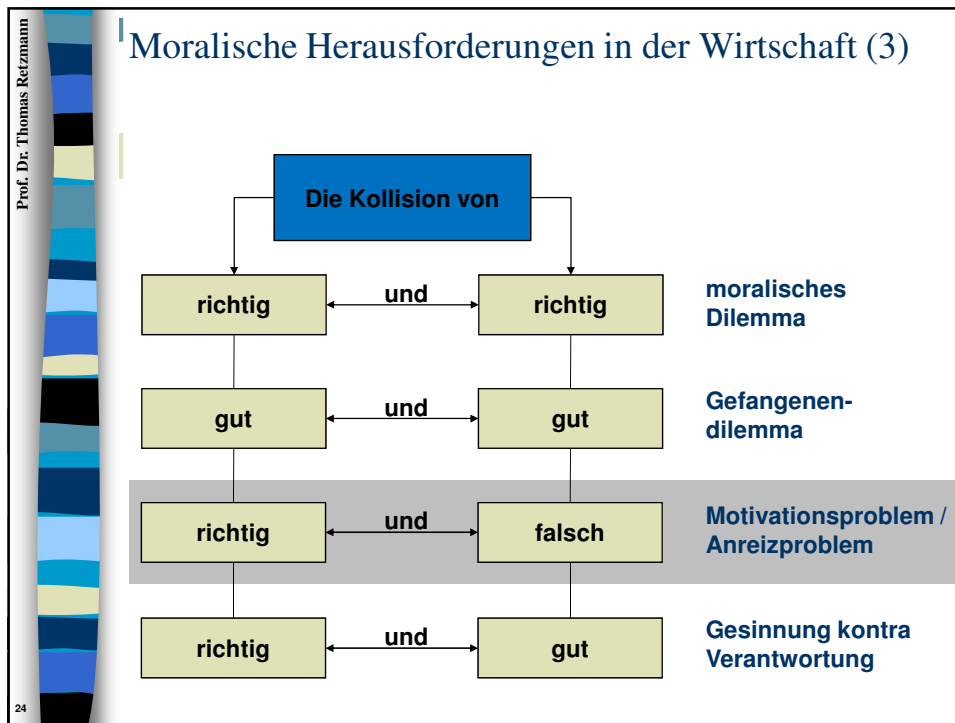 Prof. Dr. Thomas Retzmann
Moralische Herausforderungen in der Wirtschaft (3)
Die Kollision von
richtig und richtig
moralisches
Dilemma
gut und gut
Gefangenen-
dilemma
richtig und falsch
Motivationsproblem /
Anreizproblem
richtig und gut
Gesinnung kontra
Verantwortung
24